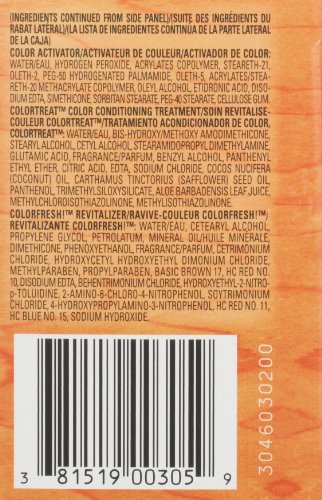 (INGREDIENTS CONTINUED FROM SIDE PANEL)/(SUITE DES INGRÉDIENTS DU
RABAT LATERAL)/(LA LISTA DE INGREDIENTES CONTINUA DE LA PARTE LATERAL
DE LA CAJA)
COLOR ACTIVATOR/ACTIVATEUR DE COULEUR/ACTIVADOR DE COLOR:
WATER/EAU, HYDROGEN PEROXIDE, ACRYLATES COPOLYMER, STEARETH-21,
OLETH-2, PEG-50 HYDROGENATED PALMAMIDE, OLETH-5, ACRYLATES/STEA-
RETH-20 METHACRYLATE COPOLYMER, OLEYL ALCOHOL, ETIDRONIC ACID, DIS-
ODIUM EDTA, SIMETHICONE, SORBITAN STEARATE, PEG-40 STEARATE, CELLULOSE GUM.
COLORTREAT™ COLOR CONDITIONING TREATMENT/SOIN REVITALISE-
COULEUR COLORTREAT™/TRATAMIENTO ACONDICIONADOR DE COLOR
COLORTREAT™: WATER/EAU, BIS-HYDROXY/METHOXY AMODIMETHICONE,
STEARYL ALCOHOL, CETYL ALCOHOL, STEARAMIDOPROPYL DIMETHYLAMINE,
GLUTAMIC ACID, FRAGRANCE/PARFUM, BENZYL ALCOHOL, PANTHENYL
ETHYL ETHER, CITRIC ACID, EDTA, SODIUM CHLORIDE, COCOS NUCIFERA
(COCONUT) OIL, CARTHAMUS TINCTORIUS (SAFFLOWER) SEED OIL,
PANTHENOL, TRIMETHYLSILOXYSILICATE, ALOE BARBADENSIS LEAF JUICE,
METHYLCHLOROISOTHIAZOLINONE, METHYLISOTHIAZOLINONE.
COLORFRESH!™ REVITALIZER/RAVIVE-COULEUR COLORFRESH!™/
REVITALIZANTE COLORFRESH!™: WATER/EAU, CETEARYL ALCOHOL,
PROPYLENE GLYCOL, PETROLATUM, MINERAL OIL/HUILE MINERALE,
DIMETHICONE, PHENOXYETHANOL, FRAGRANCE/PARFUM, CETRIMONIUM
CHLORIDE, HYDROXYCETYL HYDROXYETHYL DIMONIUM CHLORIDE,
METHYLPARABEN, PROPYLPARABEN, BASIC BROWN 17, HC RED NO.
10, DISODIUM EDTA, BEHENTRIMONIUM CHLORIDE, HYDROXYETHYL-2-NITRO-
p-TOLUIDINE, 2-AMINO-6-CHLORO-4-NITROPHENOL, SOYTRIMONIUM
CHLORIDE, 4-HYDROXYPROPYLAMINO-3-NITROPHENOL, HC RED NO. 11,
HC BLUE NO. 15, SODIUM HYDROXIDE.
3046030200
3 81519 00305 9